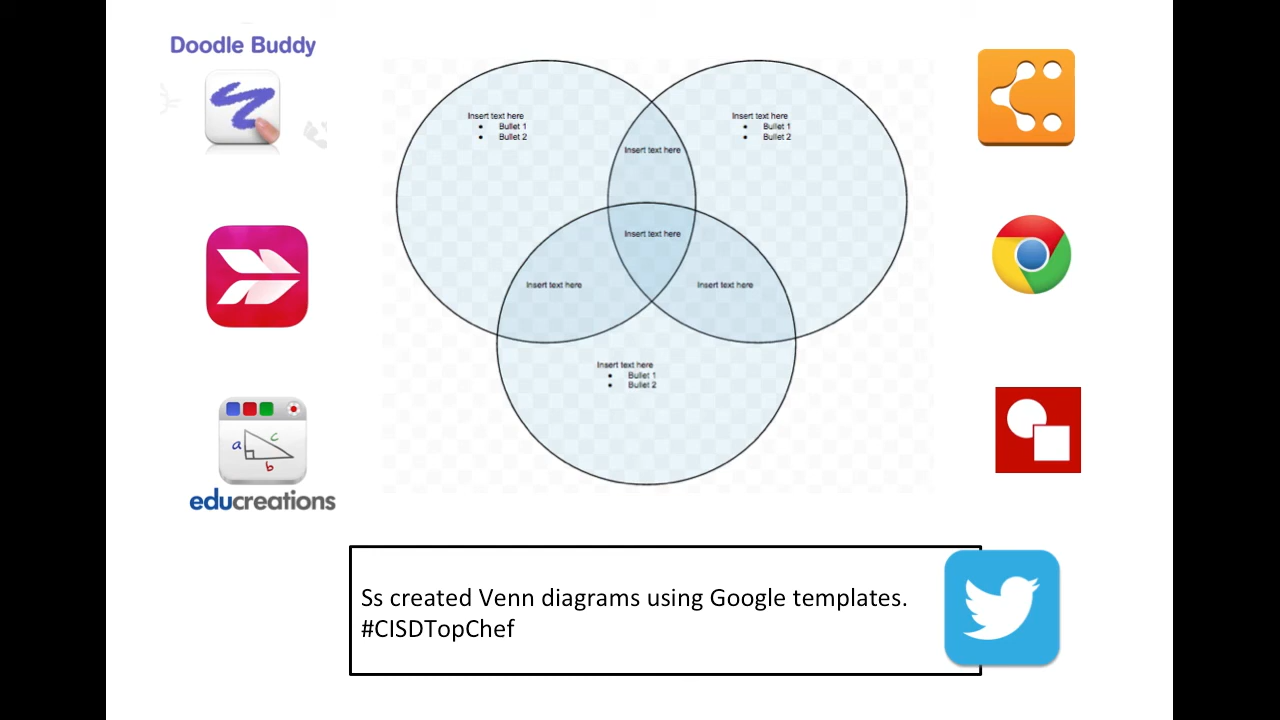 Doodle Buddy
Insert text here
• Bullet 1
• Bullet 2
Insert text here
• Bullet 1
• Bullet 2
Insert text here
Insert text here
Insert text here
Insert text here
Insert text here
• Bullet 1
• Bullet 2
a
c
b
educreations
Ss created Venn diagrams using Google templates.
#CISDTopChef